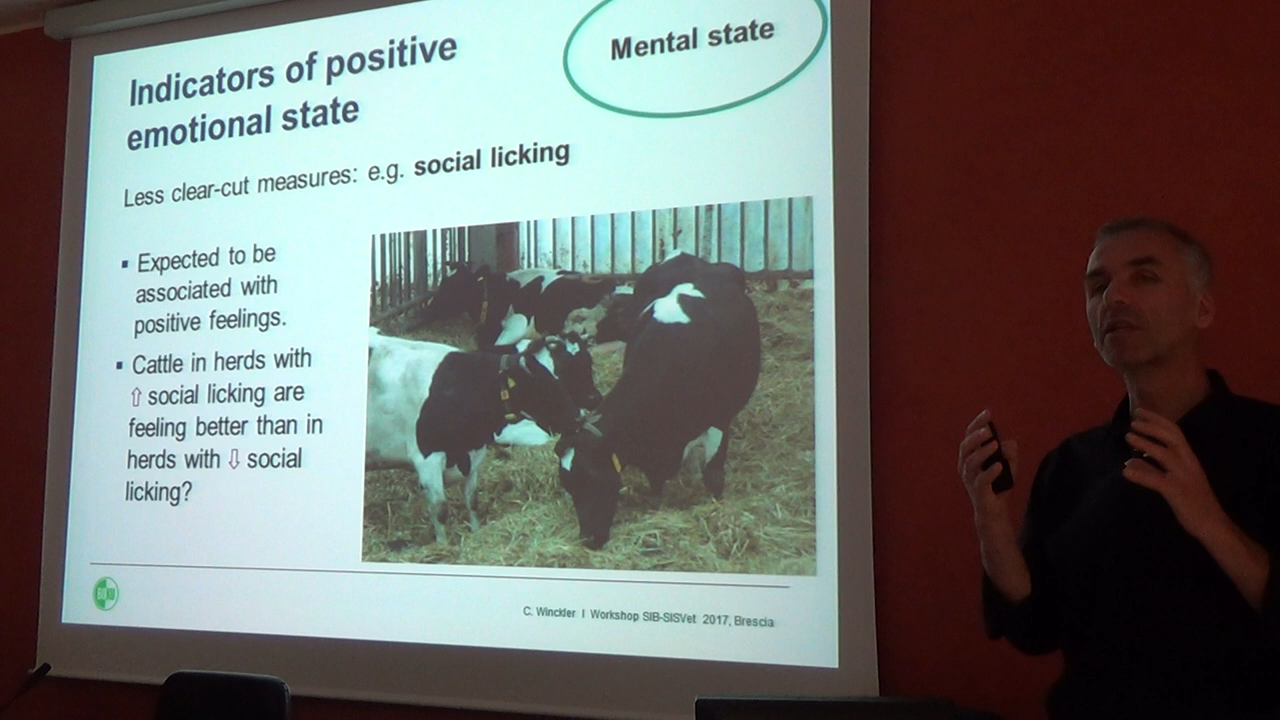 Indicators of positive
emotional state
Mental state
Less clear-cut measures: e.g. social licking
▪ Expected to be
associated with
positive feelings.
▪ Cattle in herds with
⇧ social licking are
feeling better than in
herds with ⇩ social
licking?
C. Winckler I Workshop SIB-SISVet 2017, Brescia